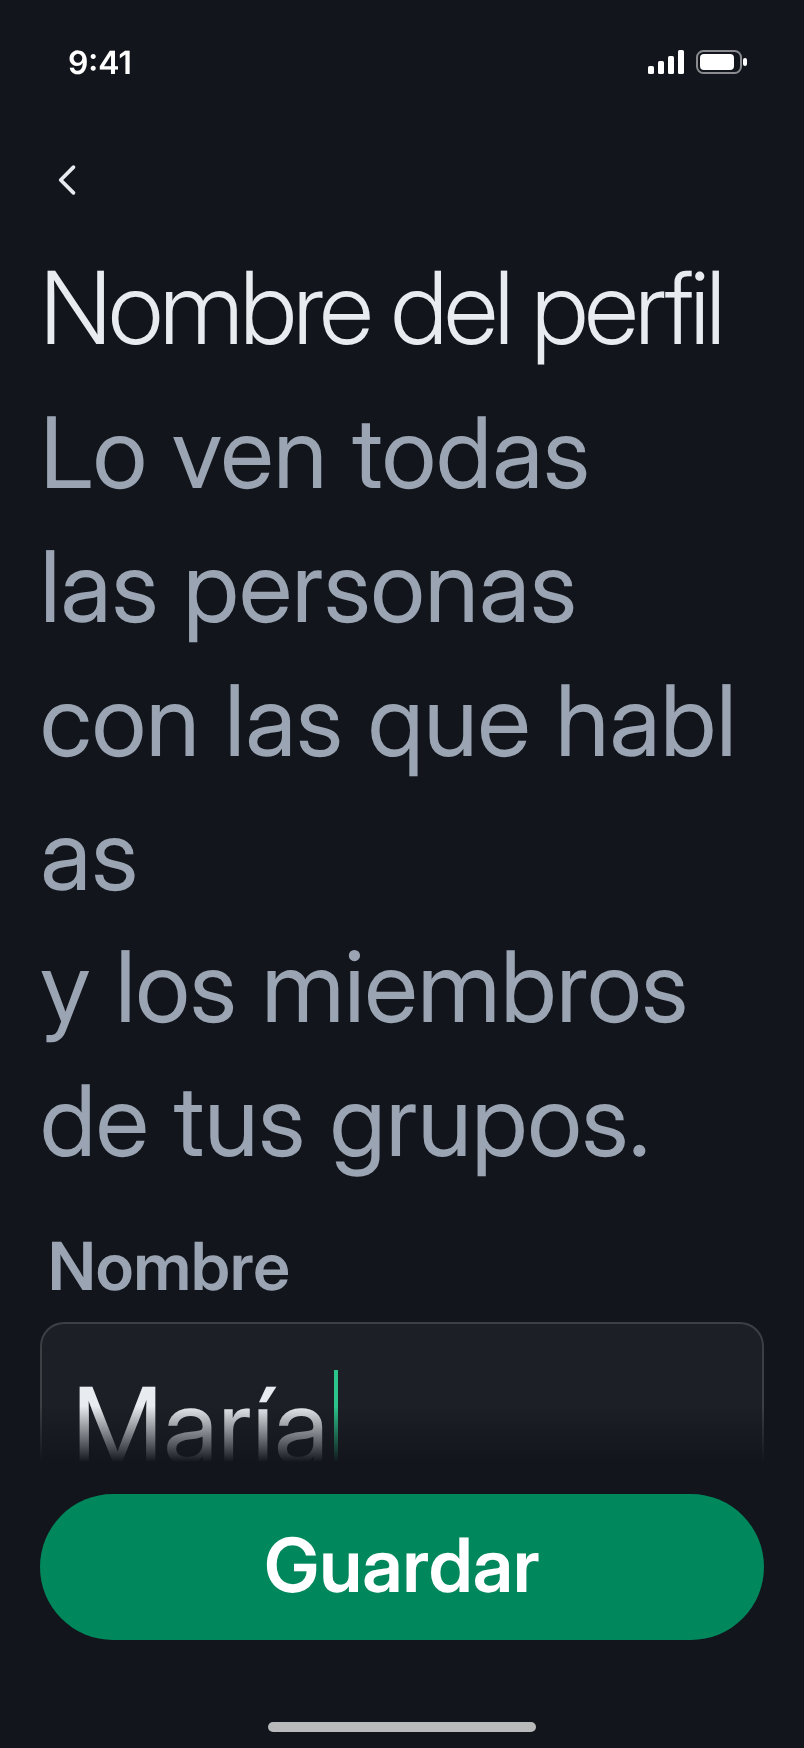 9:41
Nombre del perfil
Lo ven todas
las personas
con las que habl
as
y los miembros
de tus grupos.
Nombre
María
Guardar